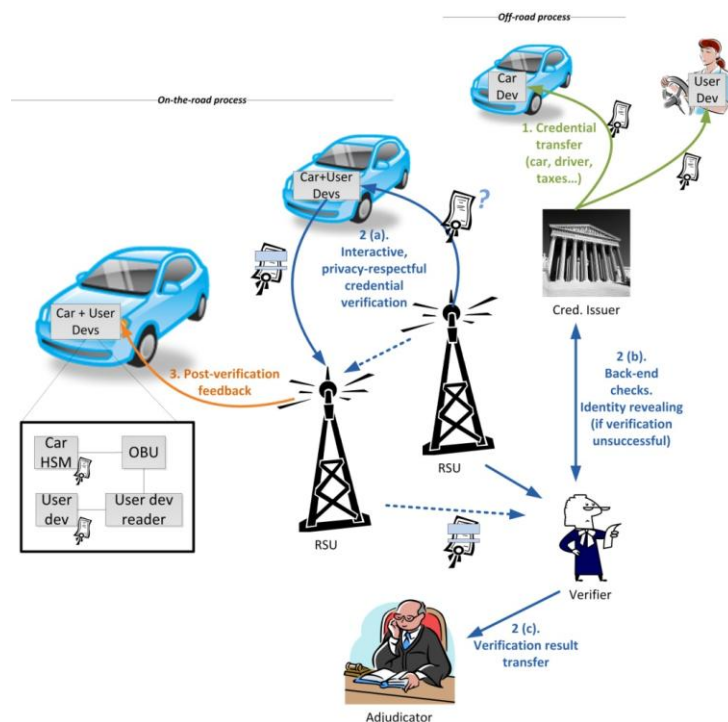 Off-road process
Car
Dev
User
Dev
On-the-road process
1. Credential
transfer
(car, driver,
taxes...)
Car+User
Devs
?
2 (a).
Interactive,
privacy-respectful
credential
verification
Cred. Issuer
Car + User
Devs
3. Post-verification
feedback
2 (b).
Back-end
checks.
Identity revealing
(if verification
unsuccessful)
Car
HSM
OBU
User
dev
User dev
reader
RSU
RSU
Verifier
2 (c).
Verification result
transfer
Adjudicator